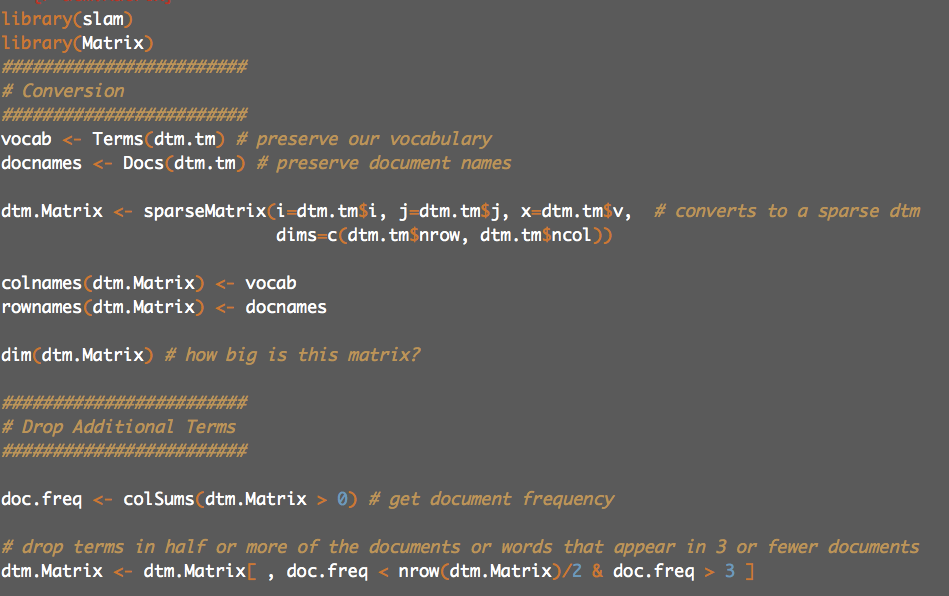 library(slam)
library(Matrix)
########################
# Conversion
########################
vocab <- Terms(dtm.tm) # preserve our vocabulary
docnames <- Docs(dtm.tm) # preserve document names
dtm.Matrix <- sparseMatrix(i=dtm.tm$i, j=dtm.tm$j, x=dtm.tm$v,  # converts to a sparse dtm
                           dims=c(dtm.tm$nrow, dtm.tm$ncol))
colnames(dtm.Matrix) <- vocab
rownames(dtm.Matrix) <- docnames
dim(dtm.Matrix) # how big is this matrix?
########################
# Drop Additional Terms
########################
doc.freq <- colSums(dtm.Matrix > 0) # get document frequency
# drop terms in half or more of the documents or words that appear in 3 or fewer documents
dtm.Matrix <- dtm.Matrix[ , doc.freq < nrow(dtm.Matrix)/2 & doc.freq > 3 ]